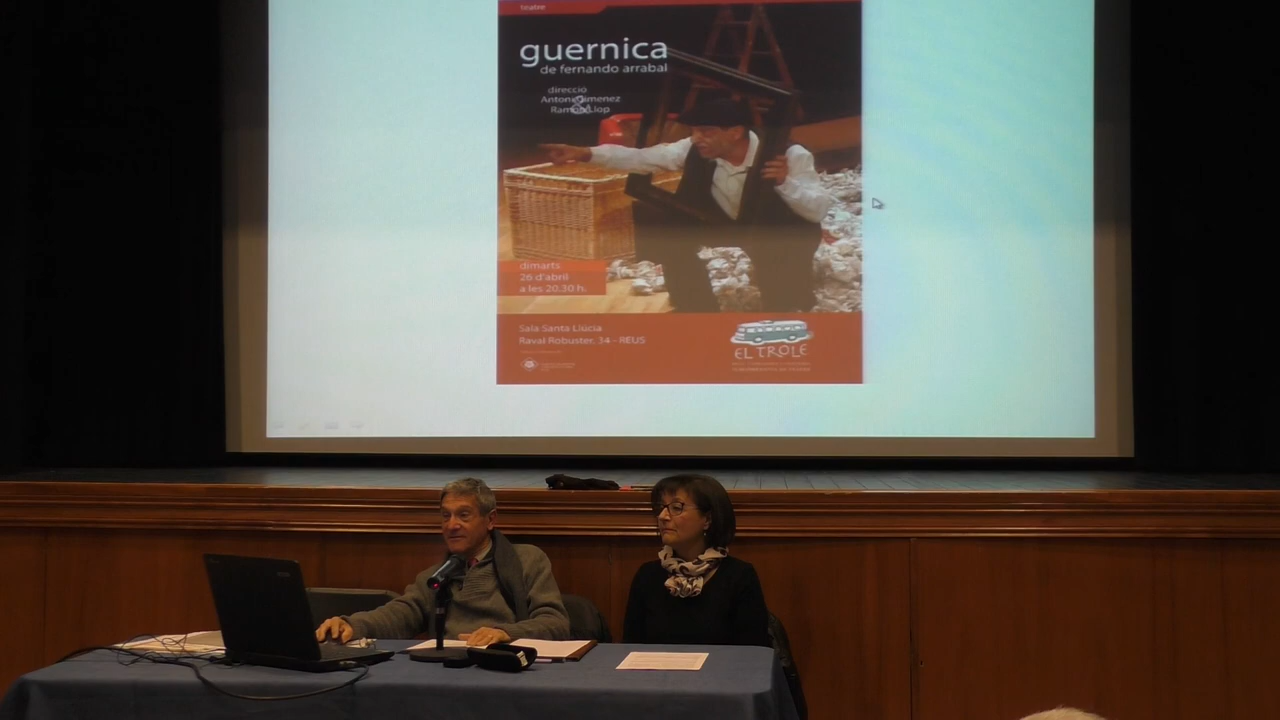 teatre
guernica
de fernando arrabal
direcció
Antoni Jimenez
&
Ramon Llop
dimarts
26 d'abril
a les 20.30 h.
Sala Santa Llúcia
Raval Robuster, 34 - REUS
EL TROLE